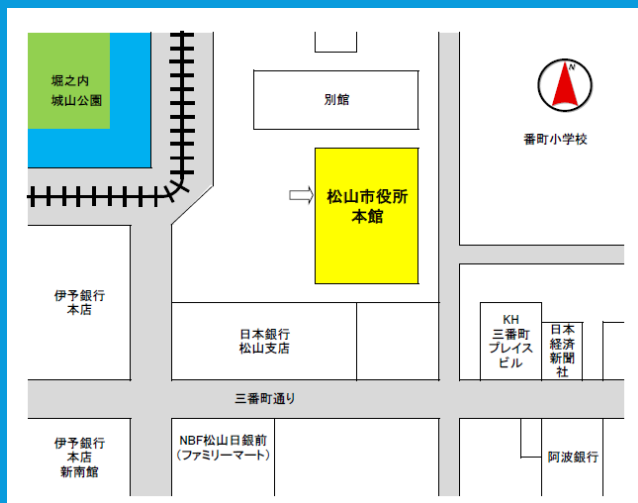 堀之内
城山公園
別館
N
番町小学校
松山市役所
本館
伊予銀行
本店
日本銀行
松山支店
KH
三番町
プレイス
ビル
日本
経済
新聞
社
三番町通り
伊予銀行
本店
新南館
NBF松山日銀前
(ファミリーマート)
阿波銀行